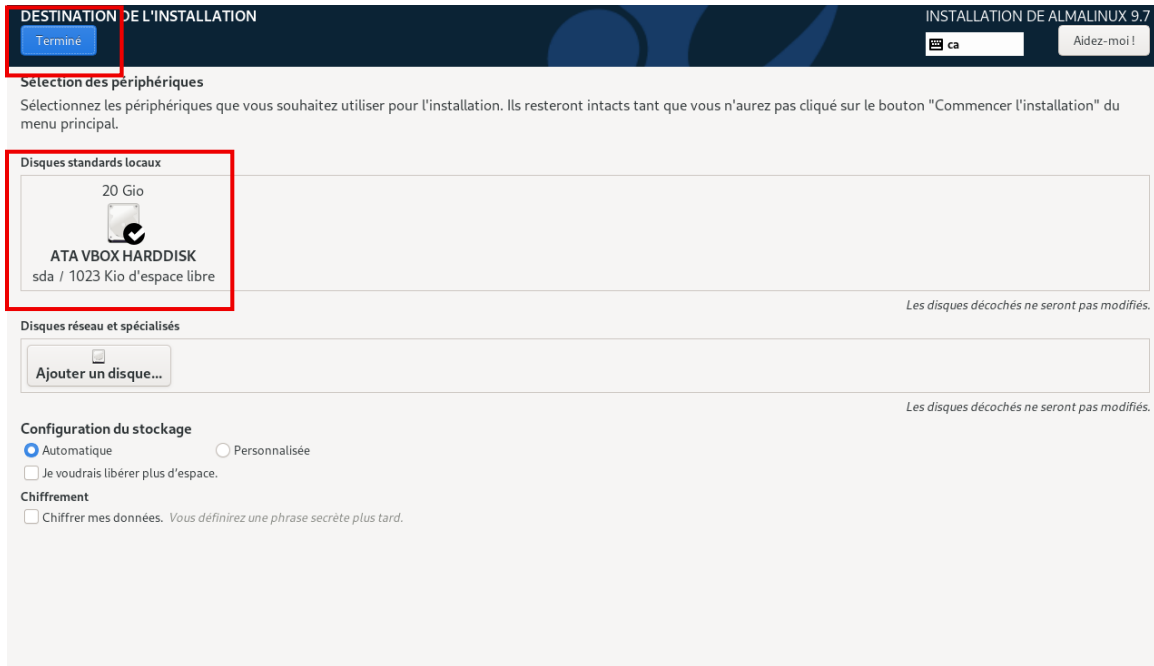 DESTINATION DE L'INSTALLATION
INSTALLATION DE ALMALINUX 9.7
Terminé
ca
Aidez-moi !
Sélection des périphériques
Sélectionnez les périphériques que vous souhaitez utiliser pour l'installation. Ils resteront intacts tant que vous n'aurez pas cliqué sur le bouton "Commencer l'installation" du
menu principal.
Disques standards locaux
20 Gio
ATA VBOX HARDDISK
sda / 1023 Kio d'espace libre
Les disques décochés ne seront pas modifiés.
Disques réseau et spécialisés
Ajouter un disque...
Les disques décochés ne seront pas modifiés.
Configuration du stockage
Automatique
Personnalisée
Je voudrais libérer plus d'espace.
Chiffrement
Chiffrer mes données. Vous définirez une phrase secrète plus tard.